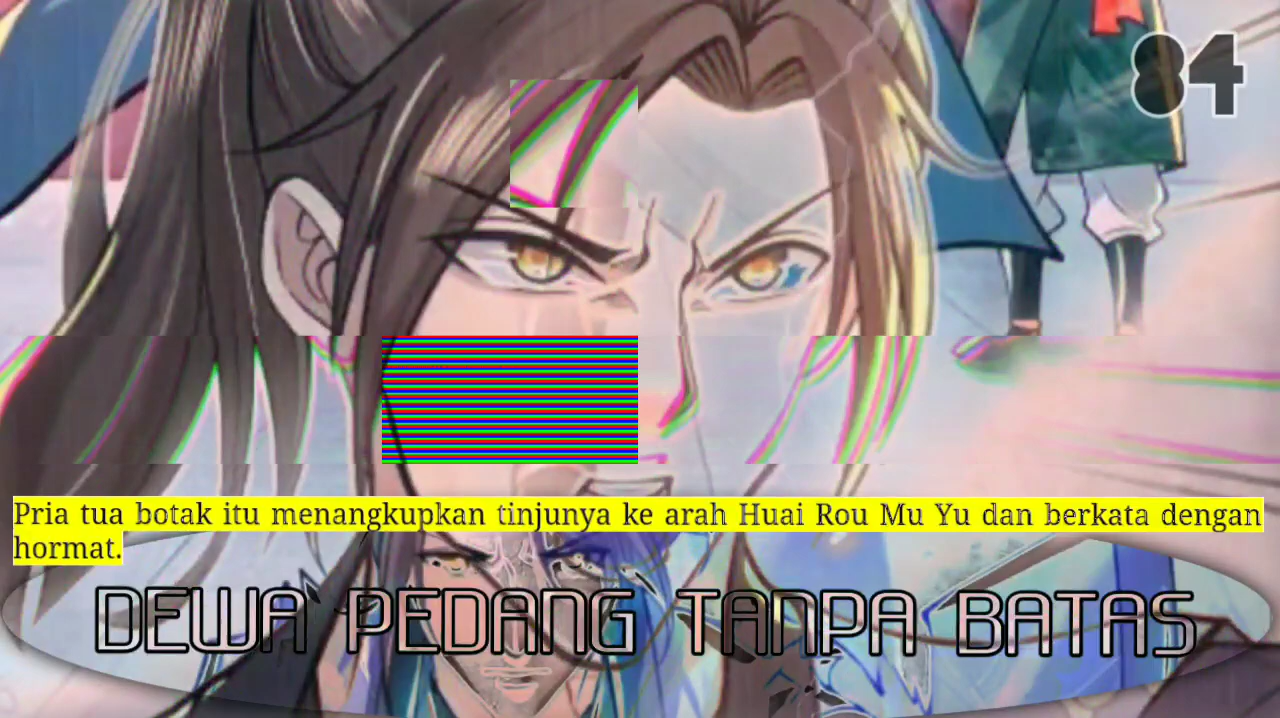 84
Pria tua botak itu menangkupkan tinjunya ke arah Huai Rou Mu Yu dan berkata dengan
hormat.
DEWA PEDANG TANPA BATAS